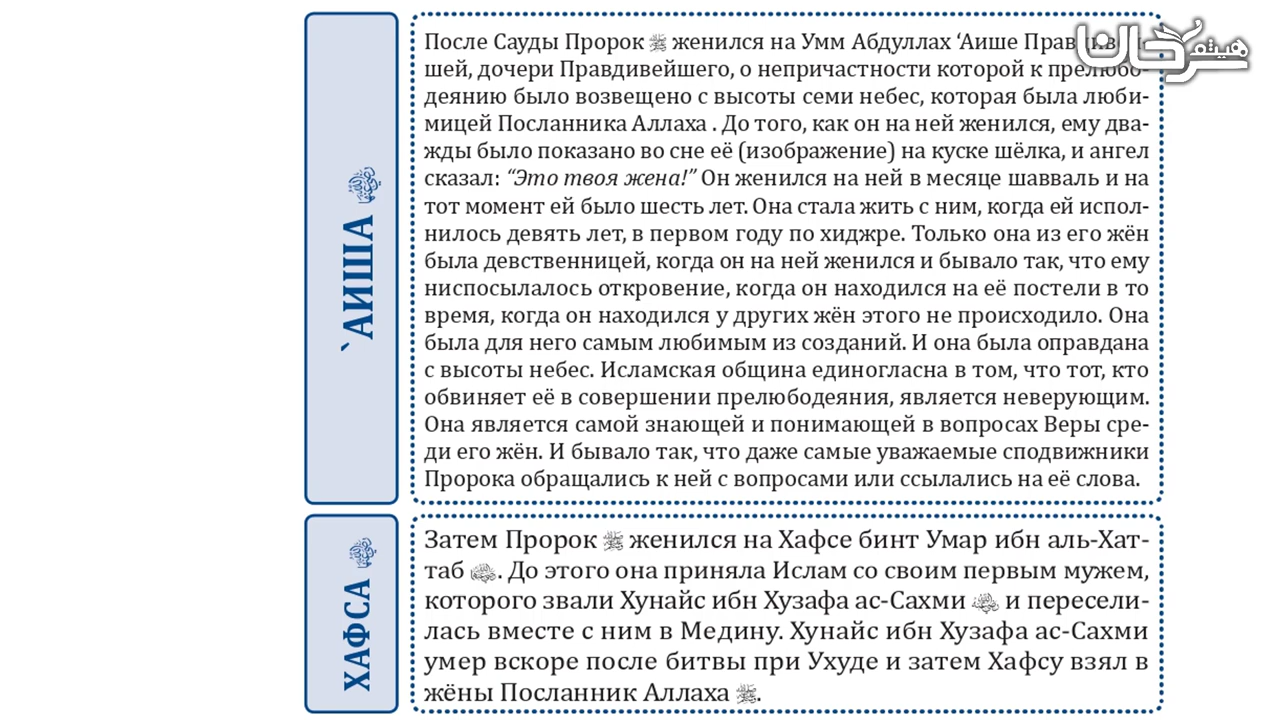 هيتمـ سرحان
После Сауды Пророк ﷺ женился на Умм Абдуллах ‘Аише Правдивей-
шей, дочери Правдивейшего, о непричастности которой к прелюбо-
деянию было возвещено с высоты семи небес, которая была люби-
мицей Посланника Аллаха . До того, как он на ней женился, ему два-
жды было показано во сне её (изображение) на куске шёлка, и ангел
сказал: “Это твоя жена!” Он женился на ней в месяце шавваль и на
тот момент ей было шесть лет. Она стала жить с ним, когда ей испол-
нилось девять лет, в первом году по хиджре. Только она из его жён
была девственницей, когда он на ней женился и бывало так, что ему
ниспосылалось откровение, когда он находился на её постели в то
время, когда он находился у других жён этого не происходило. Она
была для него самым любимым из созданий. И она была оправдана
с высоты небес. Исламская община единогласна в том, что тот, кто
обвиняет её в совершении прелюбодеяния, является неверующим.
Она является самой знающей и понимающей в вопросах Веры сре-
ди его жён. И бывало так, что даже самые уважаемые сподвижники
Пророка обращались к ней с вопросами или ссылались на её слова.
`АИША
Затем Пророк ﷺ женился на Хафсе бинт Умар ибн аль-Хат-
таб . До этого она приняла Ислам со своим первым мужем,
которого звали Хунайс ибн Хузафа ас-Сахми и пересели-
лась вместе с ним в Медину. Хунайс ибн Хузафа ас-Сахми
умер вскоре после битвы при Ухуде и затем Хафсу взял в
жёны Посланник Аллаха ﷺ.
ХАФСА